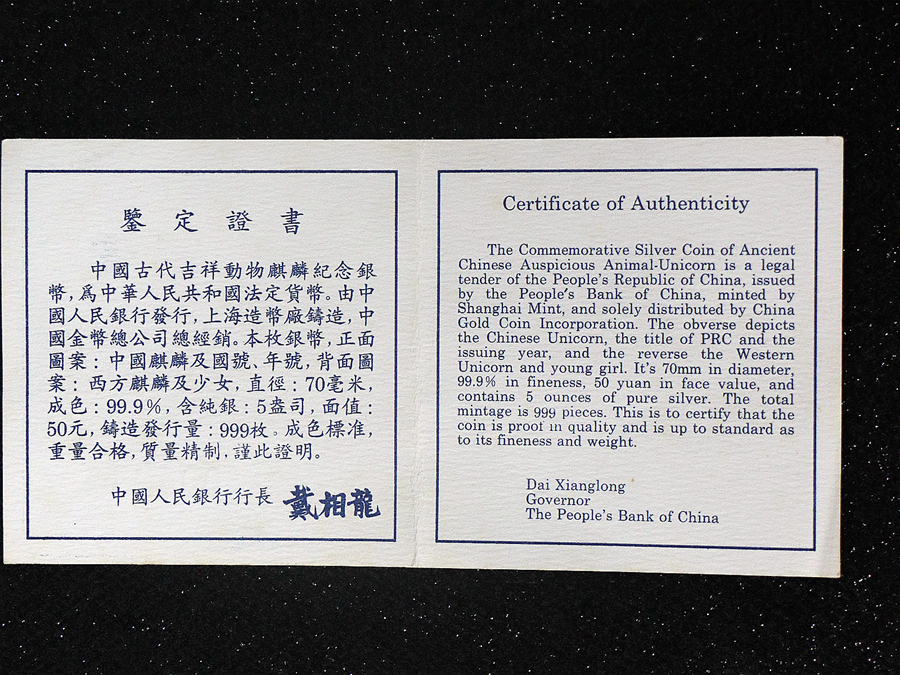 鑒定證書
中國古代吉祥動物麒麟紀念銀
幣,爲中華人民共和國法定貨幣。由中
國人民銀行發行,上海造幣廠鑄造,中
國金幣總公司總經銷。本枚銀幣,正面
圖案:中國麒麟及國號、年號,背面圖
案:西方麒麟及少女,直徑:70毫米,
成色:99.9%,含純銀:5盎司,面值:
50元,鑄造發行量:999枚。成色標准,
重量合格,質量精制,謹此證明。
中國人民銀行行長 戴相龍
Certificate of Authenticity
The Commemorative Silver Coin of Ancient
Chinese Auspicious Animal-Unicorn is a legal
tender of the People's Republic of China, issued
by the People's Bank of China, minted by
Shanghai Mint, and solely distributed by China
Gold Coin Incorporation. The obverse depicts
the Chinese Unicorn, the title of PRC and the
issuing year, and the reverse the Western
Unicorn and young girl. It's 70mm in diameter,
99.9% in fineness, 50 yuan in face value, and
contains 5 ounces of pure silver. The total
mintage is 999 pieces. This is to certify that the
coin is proof in quality and is up to standard as
to its fineness and weight.
Dai Xianglong
Governor
The People's Bank of China